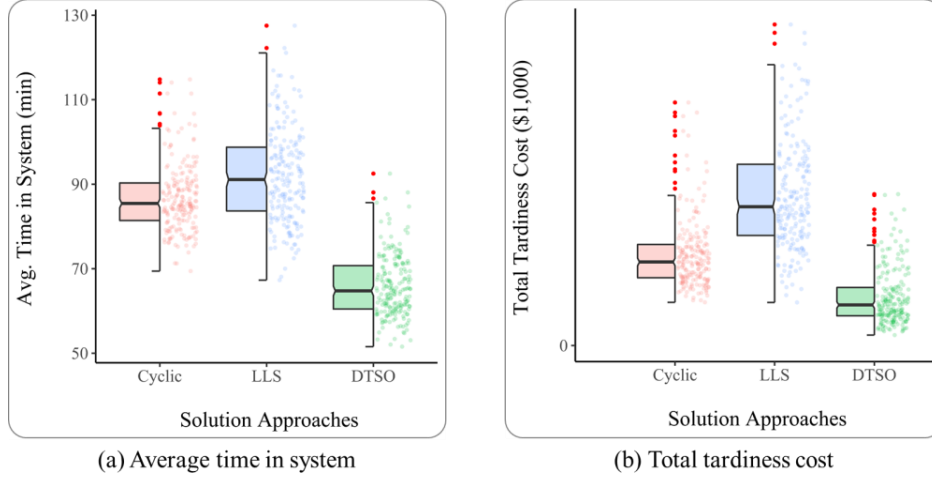 Avg. Time in System (min)
130
110
90
70
50
Cyclic LLS DTSO
Solution Approaches
(a) Average time in system
Total Tardiness Cost ($1,000)
0
Cyclic LLS DTSO
Solution Approaches
(b) Total tardiness cost